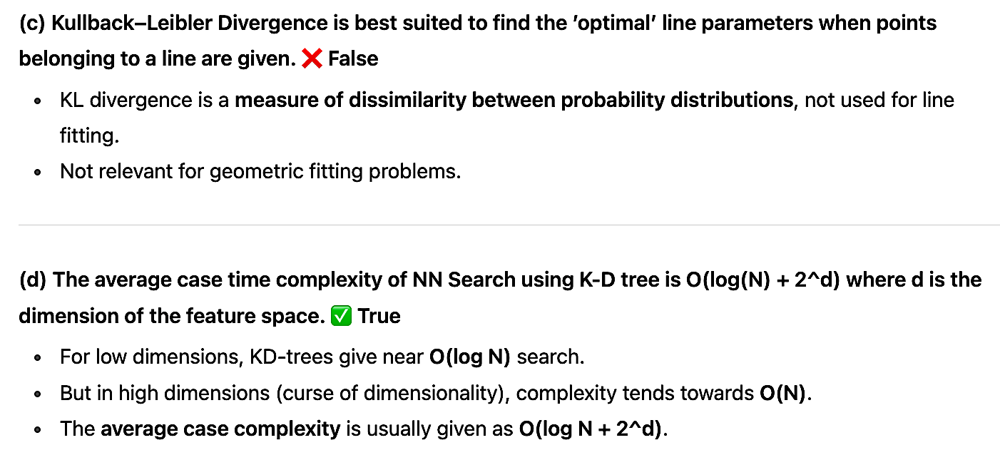 (c) Kullback–Leibler Divergence is best suited to find the 'optimal' line parameters when points
belonging to a line are given. ❌ False
• KL divergence is a measure of dissimilarity between probability distributions, not used for line
fitting.
• Not relevant for geometric fitting problems.
(d) The average case time complexity of NN Search using K-D tree is O(log(N) + 2^d) where d is the
dimension of the feature space. ✅ True
• For low dimensions, KD-trees give near O(log N) search.
• But in high dimensions (curse of dimensionality), complexity tends towards O(N).
• The average case complexity is usually given as O(log N + 2^d).